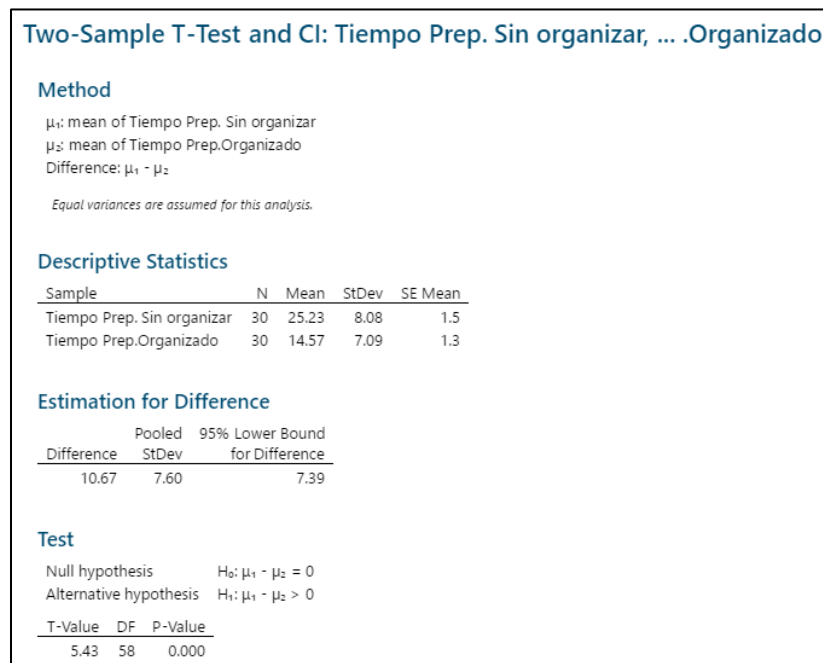 Two-Sample T-Test and CI: Tiempo Prep. Sin organizar, ... .Organizado
Method
μ₁: mean of Tiempo Prep. Sin organizar
μ₂: mean of Tiempo Prep.Organizado
Difference: μ₁ - μ₂
Equal variances are assumed for this analysis.
Descriptive Statistics
Sample N Mean StDev SE Mean
Tiempo Prep. Sin organizar 30 25.23 8.08 1.5
Tiempo Prep.Organizado 30 14.57 7.09 1.3
Estimation for Difference
Pooled 95% Lower Bound
Difference StDev for Difference
10.67 7.60 7.39
Test
Null hypothesis H₀: μ₁ - μ₂ = 0
Alternative hypothesis H₁: μ₁ - μ₂ > 0
T-Value DF P-Value
5.43 58 0.000